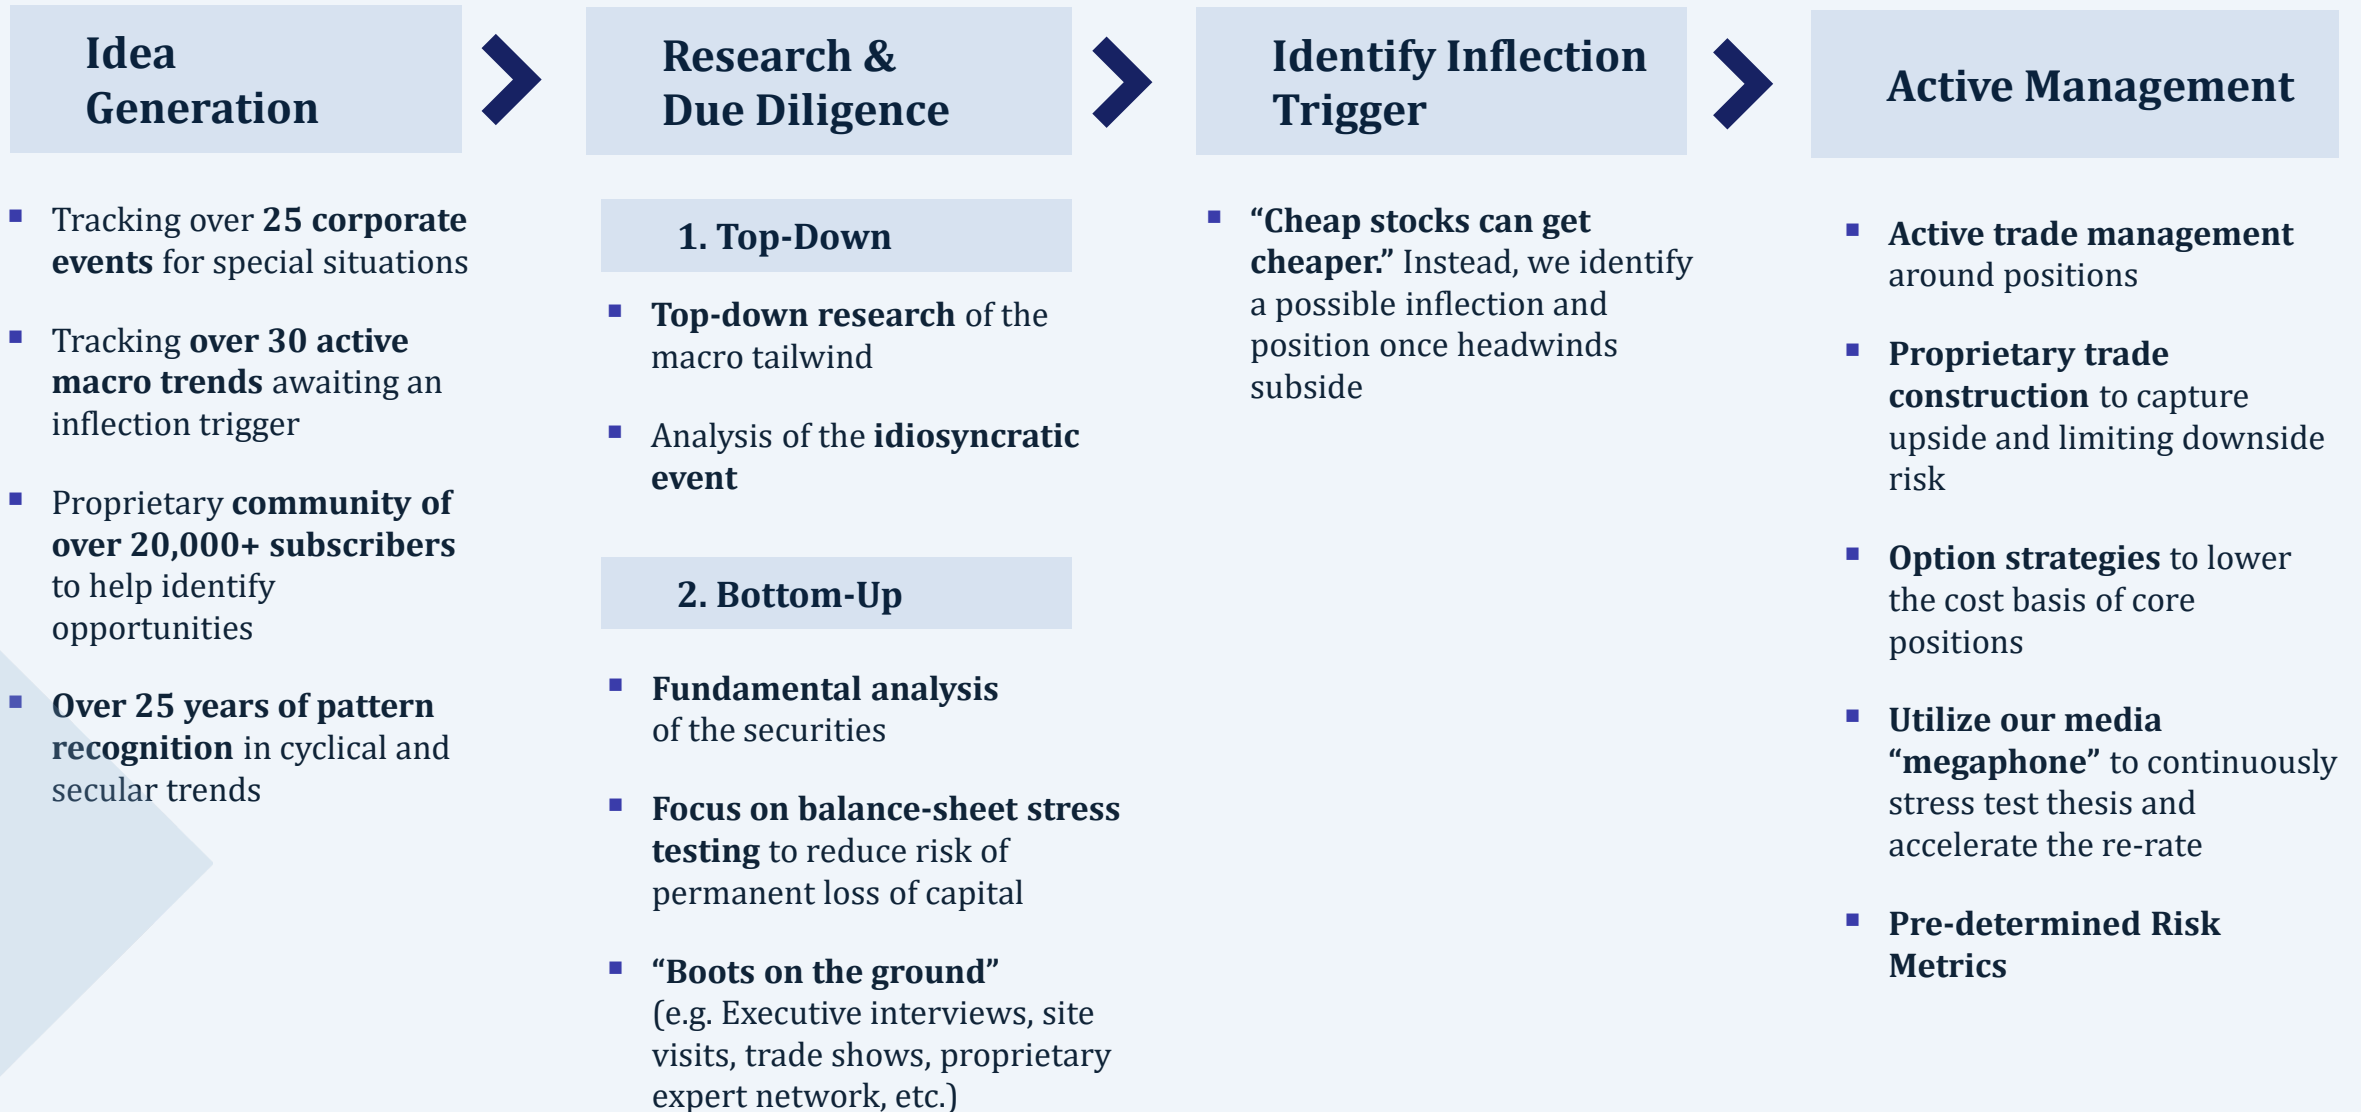 Idea
Generation
Tracking over 25 corporate
events for special situations
Tracking over 30 active
macro trends awaiting an
inflection trigger
Proprietary community of
over 20,000+ subscribers
to help identify
opportunities
Over 25 years of pattern
recognition in cyclical and
secular trends
Research &
Due Diligence
1. Top-Down
Top-down research of the
macro tailwind
Analysis of the idiosyncratic
event
2. Bottom-Up
Fundamental analysis
of the securities
Focus on balance-sheet stress
testing to reduce risk of
permanent loss of capital
“Boots on the ground”
(e.g. Executive interviews, site
visits, trade shows, proprietary
expert network, etc.)
Identify Inflection
Trigger
“Cheap stocks can get
cheaper.” Instead, we identify
a possible inflection and
position once headwinds
subside
Active Management
Active trade management
around positions
Proprietary trade
construction to capture
upside and limiting downside
risk
Option strategies to lower
the cost basis of core
positions
Utilize our media
“megaphone” to continuously
stress test thesis and
accelerate the re-rate
Pre-determined Risk
Metrics